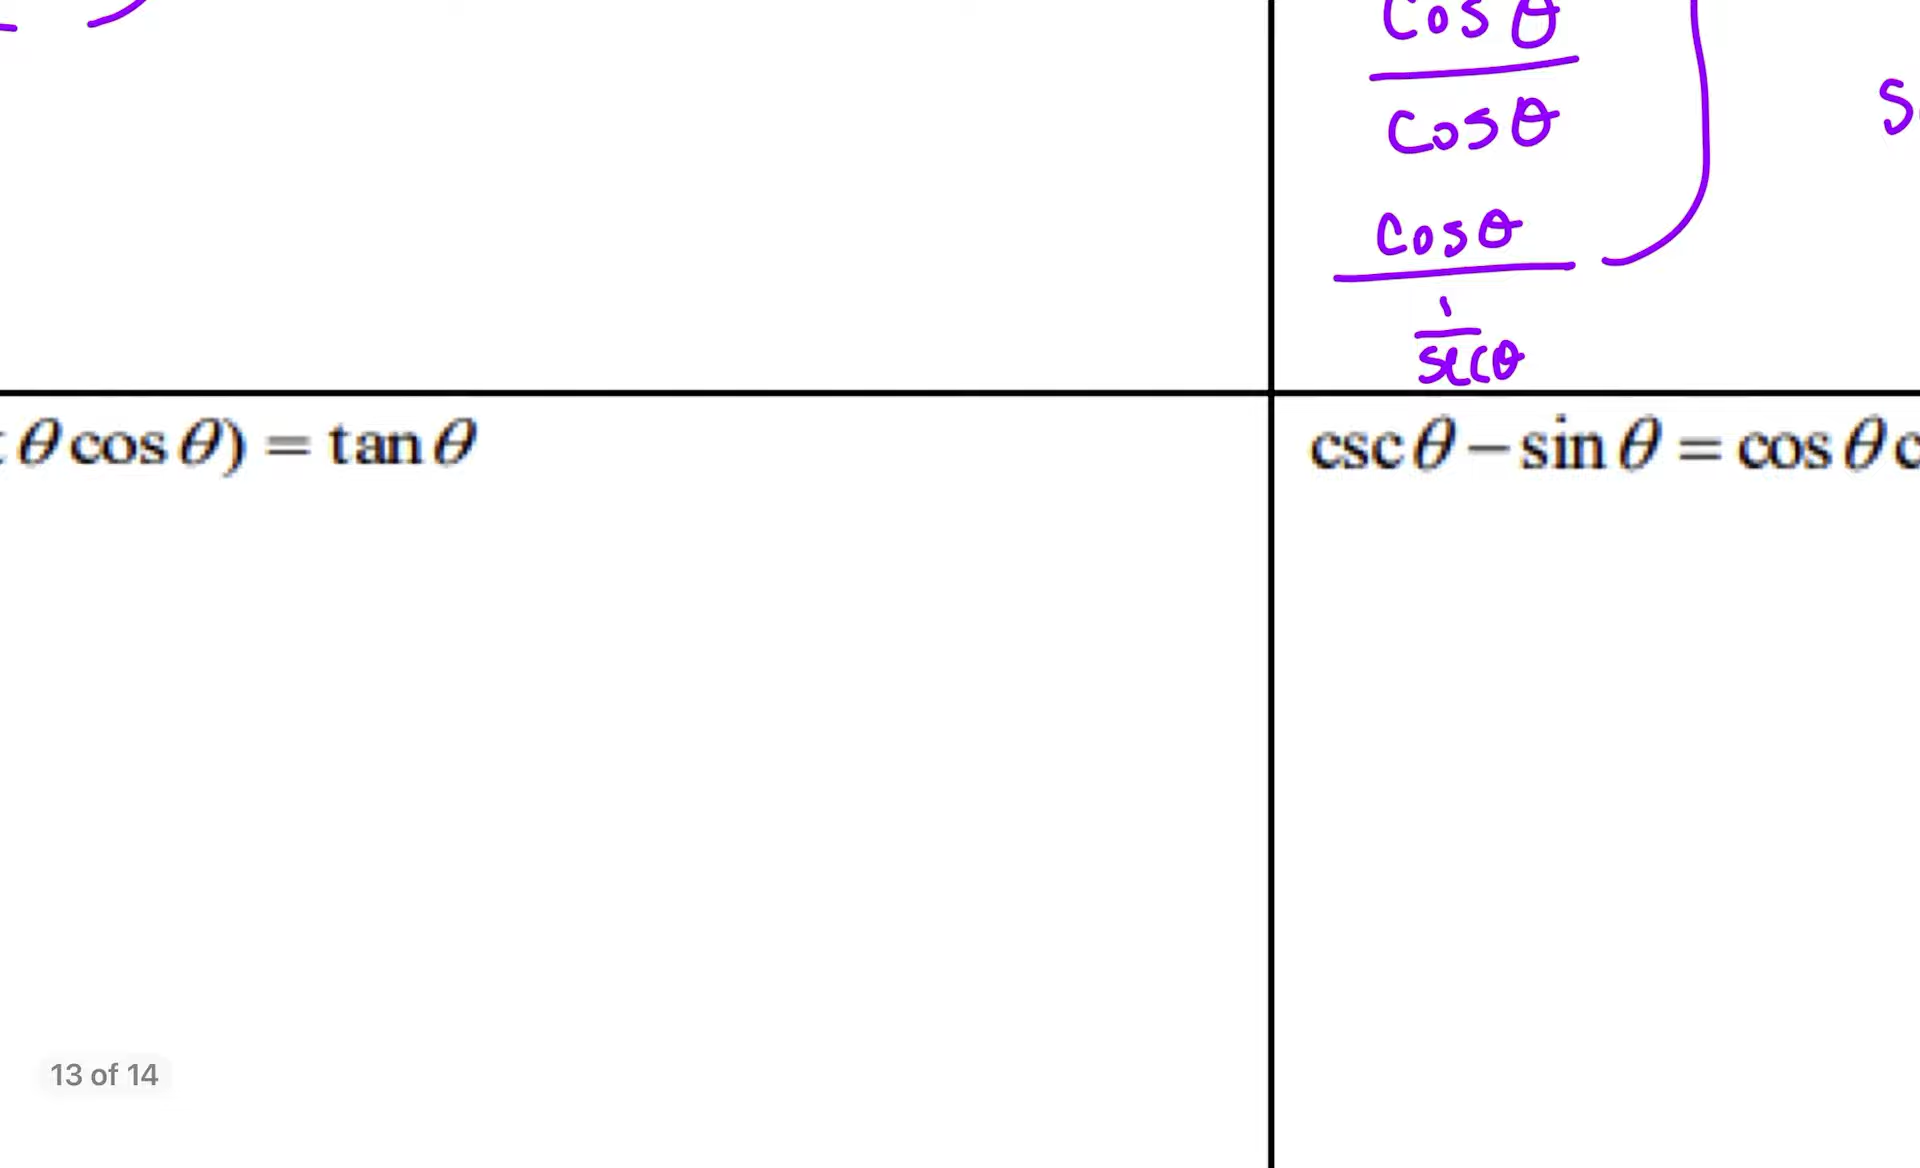 cos θ
cos θ
cos θ
1
sec θ
θ cos θ) = tan θ
csc θ − sin θ = cos θ c
13 of 14